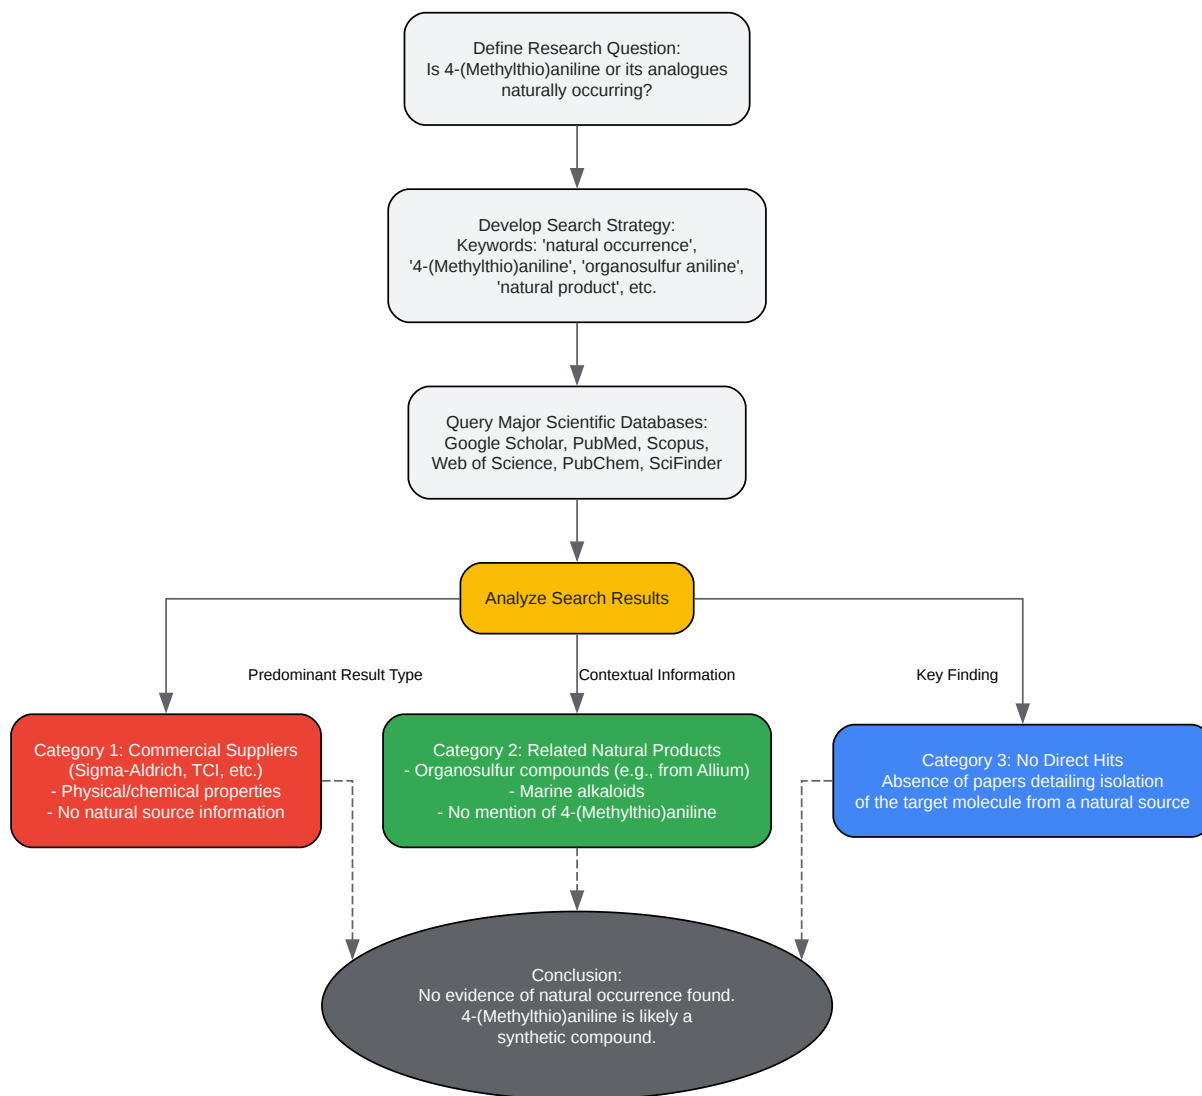 Define Research Question:
Is 4-(Methylthio)aniline or its analogues
naturally occurring?
Develop Search Strategy:
Keywords: 'natural occurrence',
'4-(Methylthio)aniline', 'organosulfur aniline',
'natural product', etc.
Query Major Scientific Databases:
Google Scholar, PubMed, Scopus,
Web of Science, PubChem, SciFinder
Analyze Search Results
Predominant Result Type
Contextual Information
Key Finding
Category 1: Commercial Suppliers
(Sigma-Aldrich, TCI, etc.)
- Physical/chemical properties
- No natural source information
Category 2: Related Natural Products
- Organosulfur compounds (e.g., from Allium)
- Marine alkaloids
- No mention of 4-(Methylthio)aniline
Category 3: No Direct Hits
Absence of papers detailing isolation
of the target molecule from a natural source
Conclusion:
No evidence of natural occurrence found.
4-(Methylthio)aniline is likely a
synthetic compound.